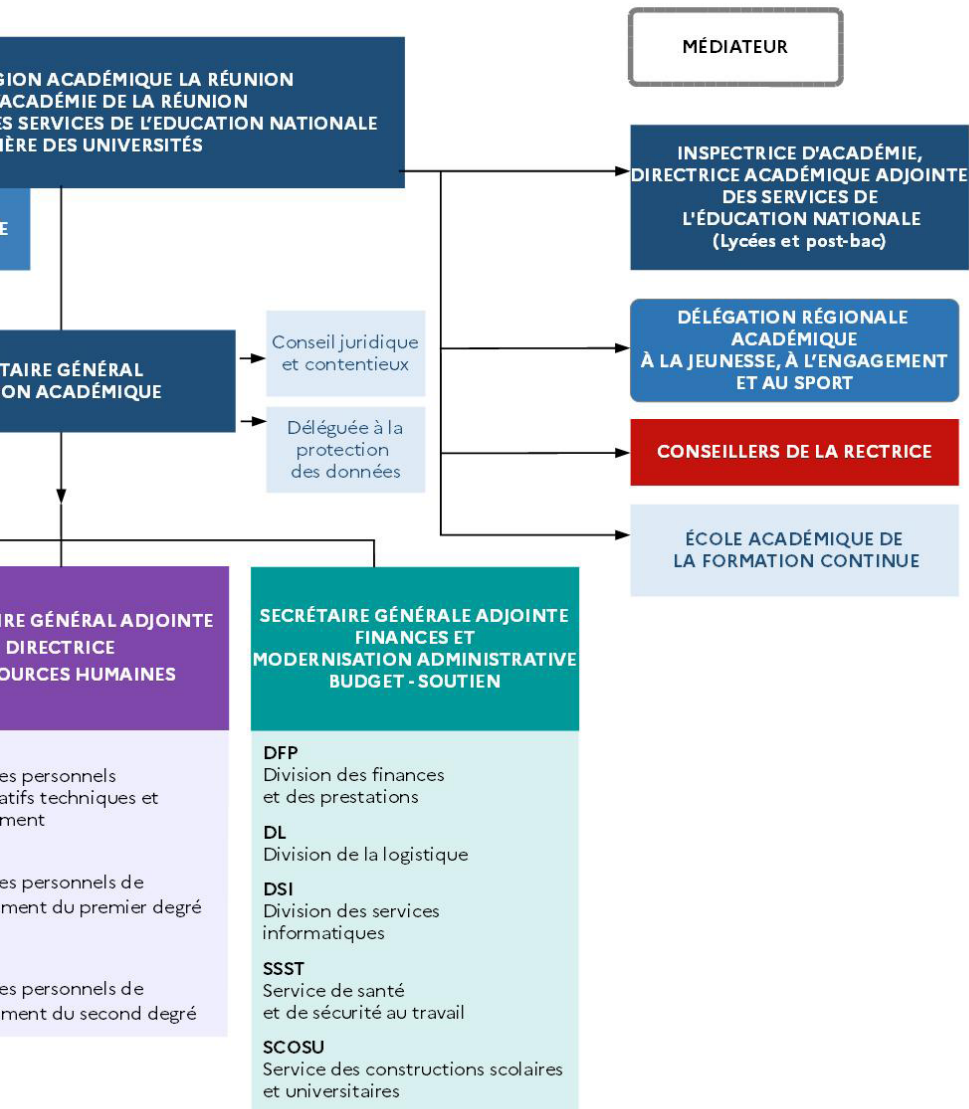 MÉDIATEUR
GION ACADÉMIQUE LA RÉUNION
ACADÉMIE DE LA RÉUNION
ES SERVICES DE L’EDUCATION NATIONALE
IÈRE DES UNIVERSITÉS
INSPECTRICE D'ACADÉMIE,
DIRECTRICE ACADÉMIQUE ADJOINTE
DES SERVICES DE
L'ÉDUCATION NATIONALE
(Lycées et post-bac)
E
DÉLÉGATION RÉGIONALE
ACADÉMIQUE
À LA JEUNESSE, À L’ENGAGEMENT
ET AU SPORT
TAIRE GÉNÉRAL
ON ACADÉMIQUE
Conseil juridique
et contentieux
Déléguée à la
protection
des données
CONSEILLERS DE LA RECTRICE
ÉCOLE ACADÉMIQUE DE
LA FORMATION CONTINUE
IRE GÉNÉRAL ADJOINTE
DIRECTRICE
OURCES HUMAINES
es personnels
atifs techniques et
ment
es personnels de
ment du premier degré
es personnels de
ment du second degré
SECRÉTAIRE GÉNÉRALE ADJOINTE
FINANCES ET
MODERNISATION ADMINISTRATIVE
BUDGET - SOUTIEN
DFP
Division des finances
et des prestations
DL
Division de la logistique
DSI
Division des services
informatiques
SSST
Service de santé
et de sécurité au travail
SCOSU
Service des constructions scolaires
et universitaires